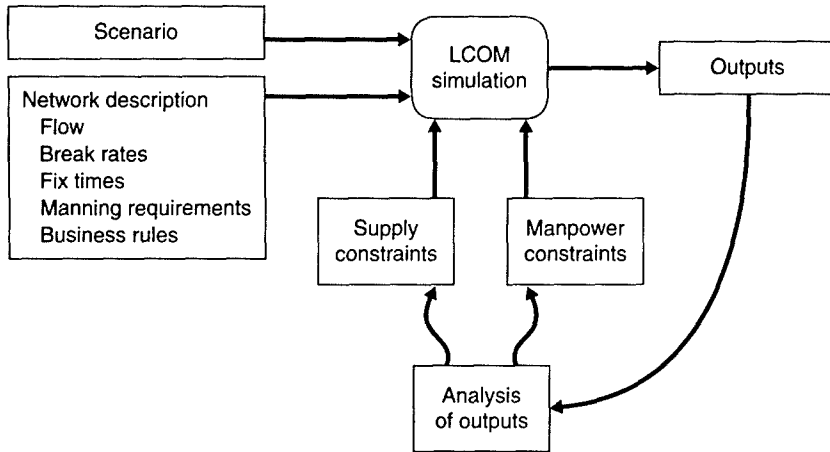 Scenario
LCOM
simulation
Outputs
Network description
Flow
Break rates
Fix times
Manning requirements
Business rules
Supply
constraints
Manpower
constraints
Analysis
of outputs